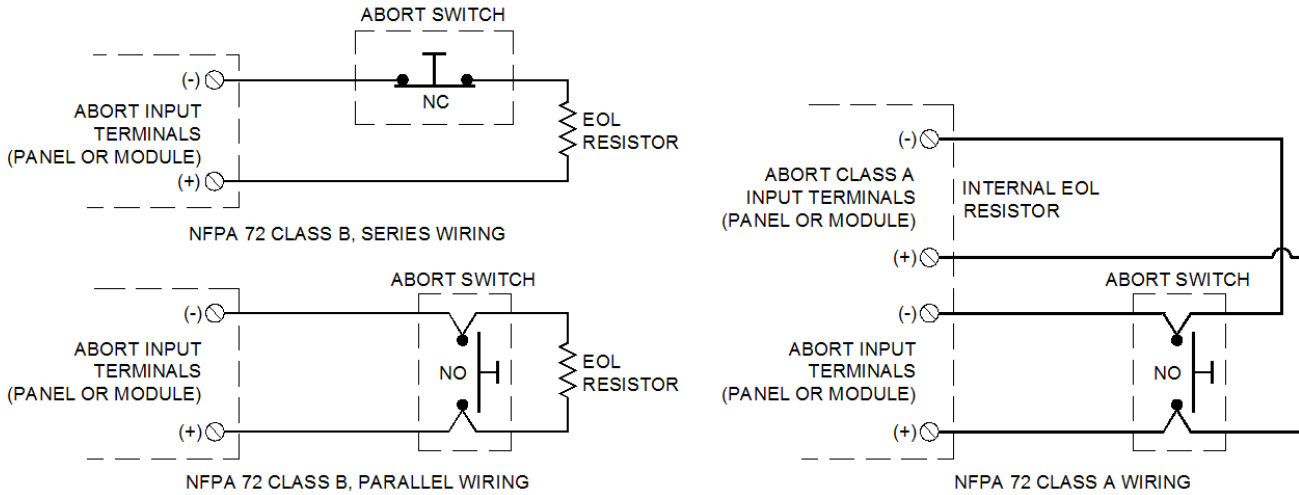 ABORT SWITCH
(-)
NC
ABORT INPUT
TERMINALS
(PANEL OR MODULE)
EOL
RESISTOR
(+)
NFPA 72 CLASS B, SERIES WIRING
ABORT SWITCH
(-)
ABORT INPUT
TERMINALS
(PANEL OR MODULE)
NO
EOL
RESISTOR
(+)
NFPA 72 CLASS B, PARALLEL WIRING
(-)
ABORT CLASS A
INPUT TERMINALS
(PANEL OR MODULE)
INTERNAL EOL
RESISTOR
(+)
ABORT SWITCH
(-)
ABORT INPUT
TERMINALS
(PANEL OR MODULE)
NO
(+)
NFPA 72 CLASS A WIRING